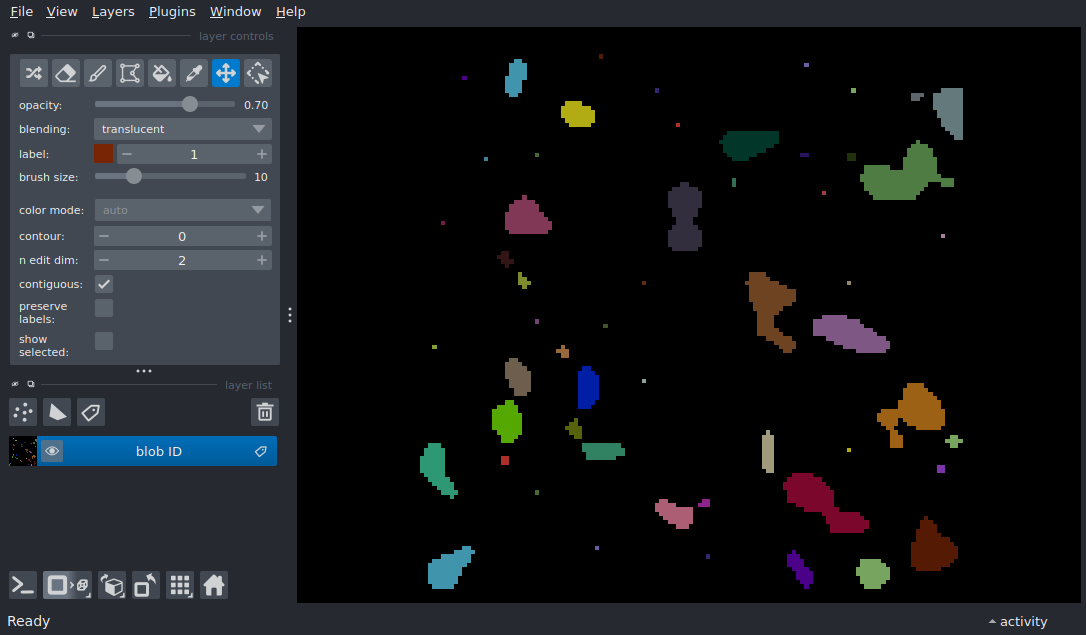 File View Layers Plugins Window Help
layer controls
opacity: 0.70
blending: translucent
label: 1
brush size: 10
color mode: auto
contour: 0
n edit dim: 2
contiguous:
preserve
labels:
show
selected:
layer list
blob ID
Ready
activity